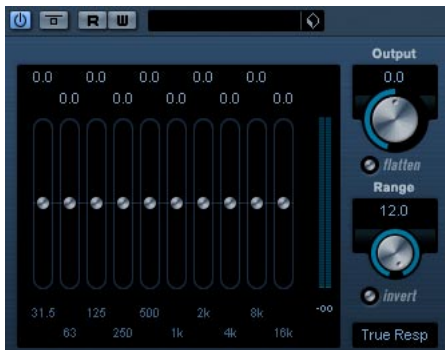 R W
Output
0.0 0.0 0.0 0.0 0.0 0.0
0.0 0.0 0.0 0.0 0.0
flatten
Range
12.0
invert
31.5 125 500 2k 8k -oo
63 250 1k 4k 16k
True Resp